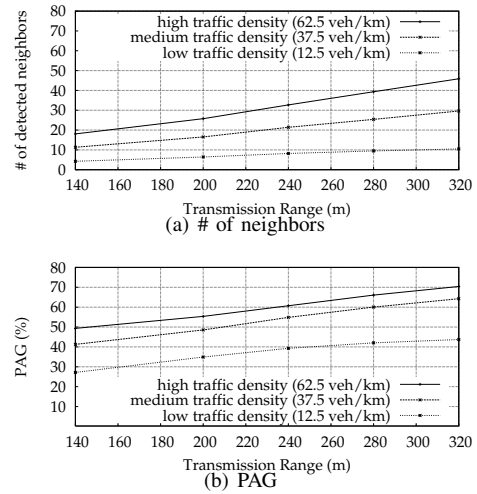 80
70
60
50
40
30
20
10
0
# of detected neighbors
high traffic density (62.5 veh/km)
medium traffic density (37.5 veh/km)
low traffic density (12.5 veh/km)
140 160 180 200 220 240 260 280 300 320
Transmission Range (m)
(a) # of neighbors
80
70
60
50
40
30
20
10
PAG (%)
high traffic density (62.5 veh/km)
medium traffic density (37.5 veh/km)
low traffic density (12.5 veh/km)
140 160 180 200 220 240 260 280 300 320
Transmission Range (m)
(b) PAG